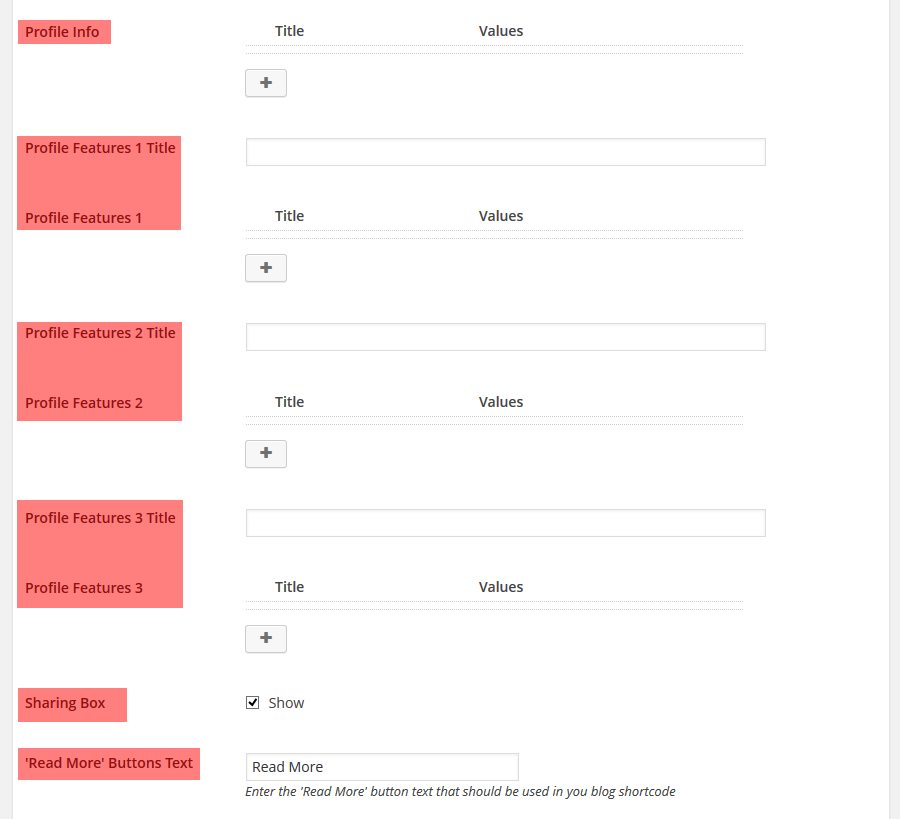 Profile Info Title Values
Profile Features 1 Title
Profile Features 1 Title Values
Profile Features 2 Title
Profile Features 2 Title Values
Profile Features 3 Title
Profile Features 3 Title Values
Sharing Box Show
'Read More' Buttons Text Read More
Enter the 'Read More' button text that should be used in you blog shortcode